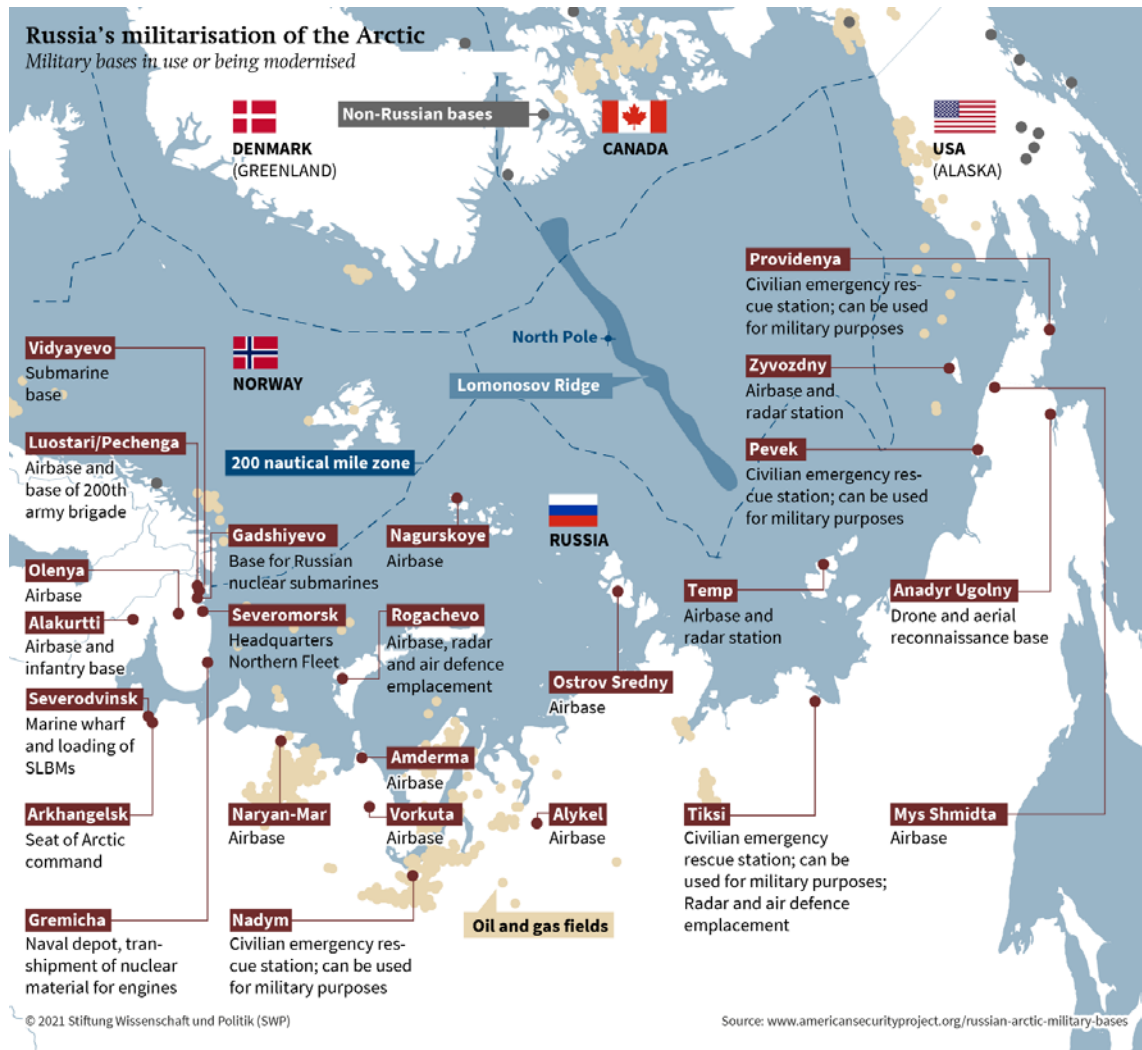 Russia's militarisation of the Arctic
Military bases in use or being modernised
Non-Russian bases
DENMARK
(GREENLAND)
CANADA
USA
(ALASKA)
Providenya
Civilian emergency res-
cue station; can be used
for military purposes
North Pole
Vidyayevo
Submarine
base
NORWAY
Lomonosov Ridge
Zyvozdny
Airbase and
radar station
Luostari/Pechenga
Airbase and
base of 200th
army brigade
200 nautical mile zone
Pevek
Civilian emergency res-
cue station; can be used
for military purposes
Gadshiyevo
Base for Russian
nuclear submarines
Nagurskoye
Airbase
RUSSIA
Olenya
Airbase
Temp
Airbase and
radar station
Anadyr Ugolny
Drone and aerial
reconnaissance base
Alakurtti
Airbase and
infantry base
Severomorsk
Headquarters
Northern Fleet
Rogachevo
Airbase, radar
and air defence
emplacement
Ostrov Sredny
Airbase
Severodvinsk
Marine wharf
and loading of
SLBMs
Amderma
Airbase
Arkhangelsk
Seat of Arctic
command
Naryan-Mar
Airbase
Vorkuta
Airbase
Alykel
Airbase
Tiksi
Civilian emergency
rescue station; can be
used for military purposes;
Radar and air defence
emplacement
Mys Shmidta
Airbase
Gremicha
Naval depot, tran-
shipment of nuclear
material for engines
Nadym
Civilian emergency res-
cue station; can be used
for military purposes
Oil and gas fields
© 2021 Stiftung Wissenschaft und Politik (SWP)
Source: www.americansecurityproject.org/russian-arctic-military-bases